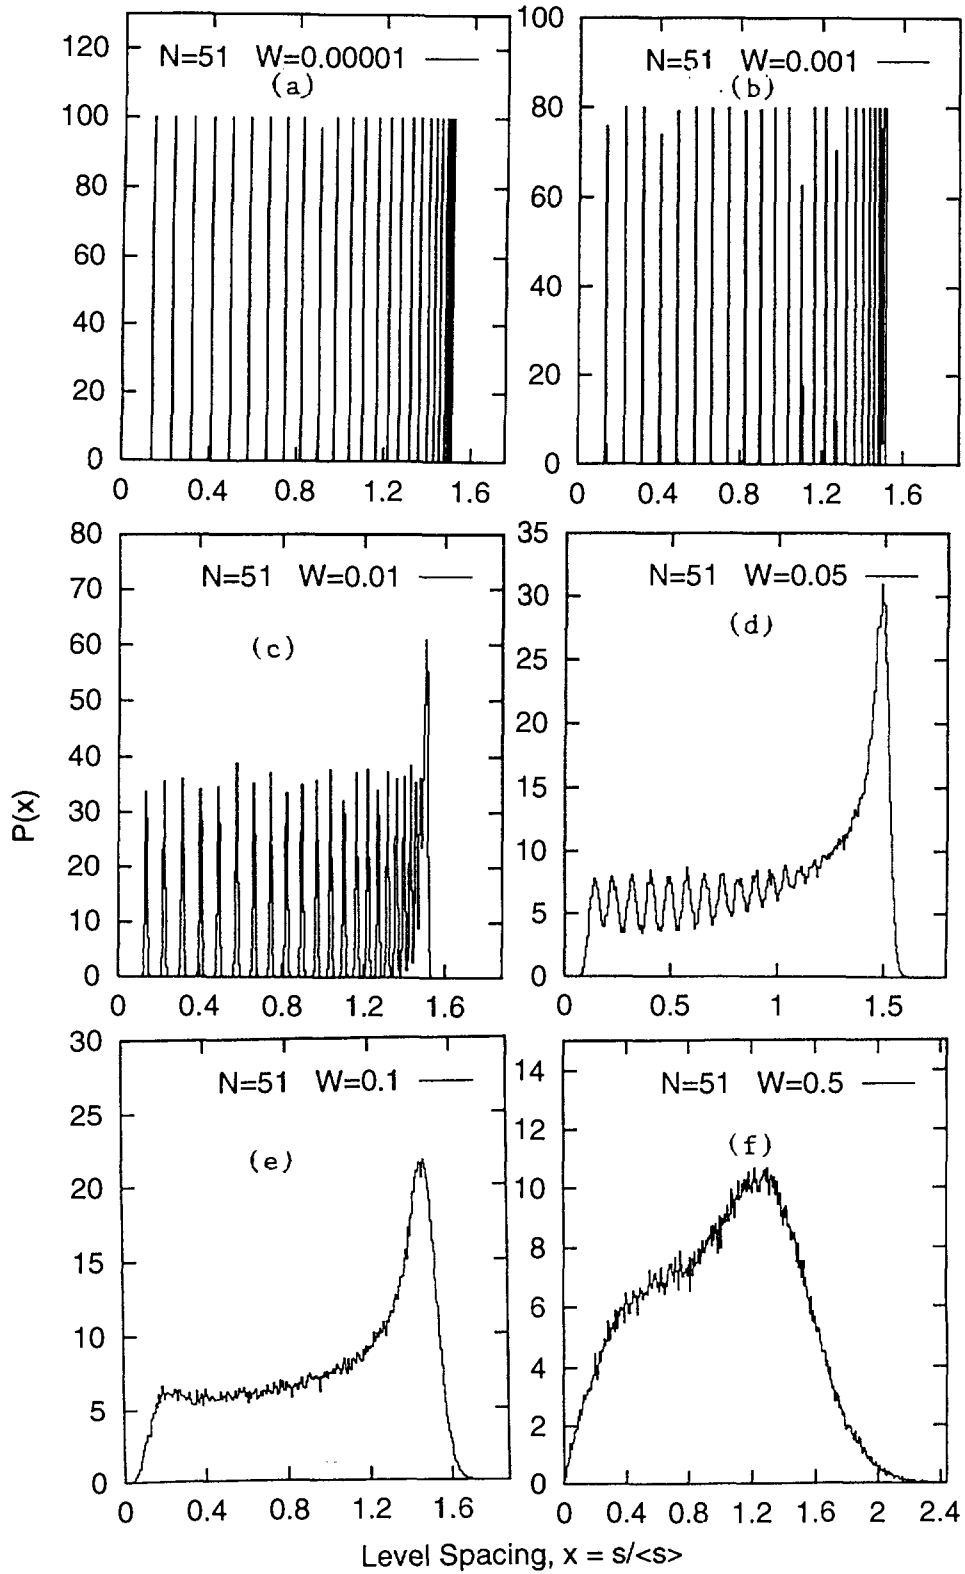 N=51 W=0.00001
(a)
120
100
80
60
40
20
0
0 0.4 0.8 1.2 1.6
N=51 W=0.001
(b)
100
80
60
40
20
0
0 0.4 0.8 1.2 1.6
N=51 W=0.01
(c)
80
70
60
50
40
30
20
10
0
0 0.4 0.8 1.2 1.6
N=51 W=0.05
(d)
35
30
25
20
15
10
5
0
0 0.5 1 1.5
P(x)
N=51 W=0.1
(e)
30
25
20
15
10
5
0
0 0.4 0.8 1.2 1.6
N=51 W=0.5
(f)
14
12
10
8
6
4
2
0
0 0.4 0.8 1.2 1.6 2 2.4
Level Spacing, x = s/<s>